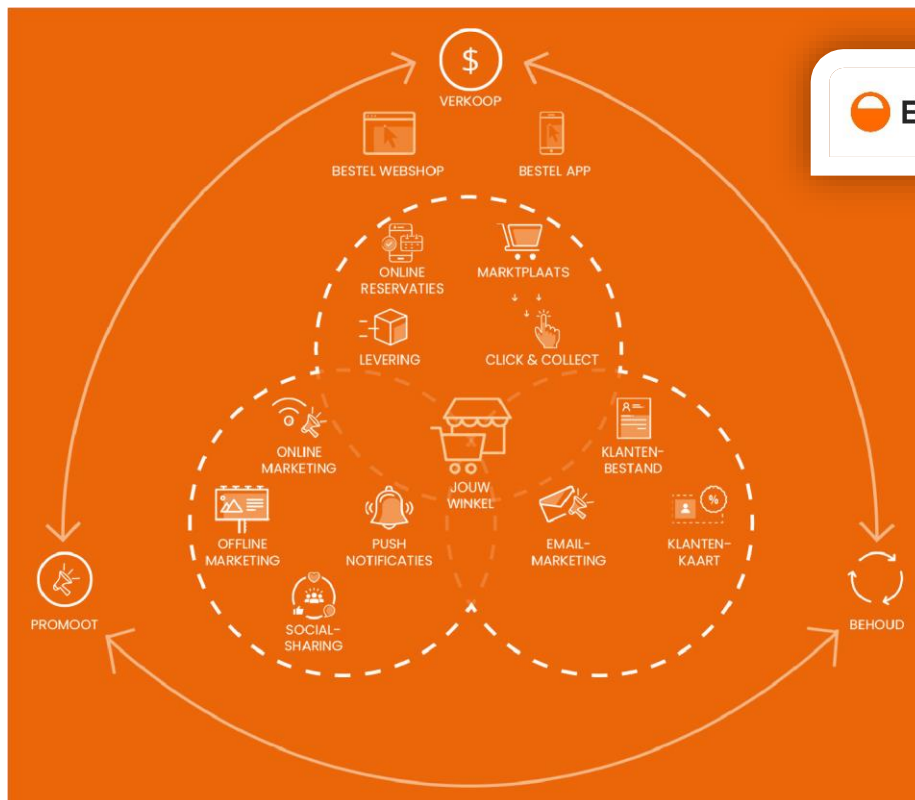 $
VERKOOP
E
BESTEL WEBSHOP
BESTEL APP
ONLINE
RESERVATIES
MARKTPLAATS
LEVERING
CLICK & COLLECT
ONLINE
MARKETING
JOUW
WINKEL
KLANTEN-
BESTAND
OFFLINE
MARKETING
PUSH
NOTIFICATIES
EMAIL-
MARKETING
%
KLANTEN-
KAART
PROMOOT
SOCIAL-
SHARING
BEHOUD